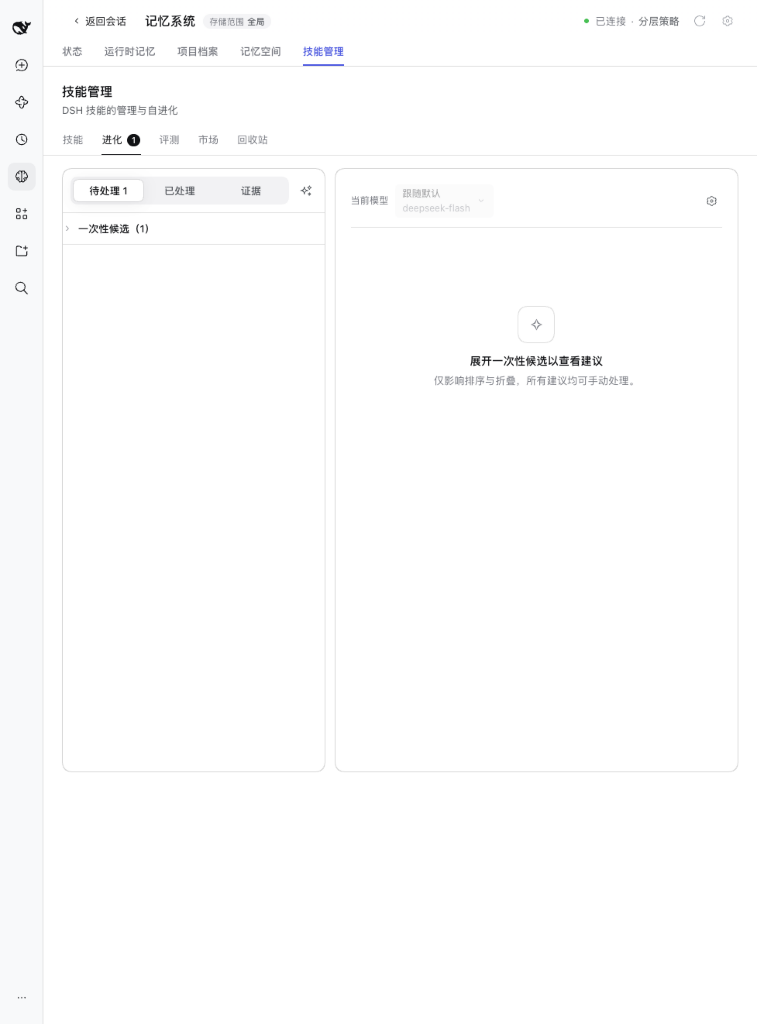 返回会话 记忆系统 存储范围 全局 已连接 · 分层策略
状态 运行时记忆 项目档案 记忆空间 技能管理
技能管理
DSH 技能的管理与自进化
技能 进化 1 评测 市场 回收站
待处理 1 已处理 证据
一次性候选（1）
当前模型 跟随默认
deepseek-flash
展开一次性候选以查看建议
仅影响排序与折叠，所有建议均可手动处理。